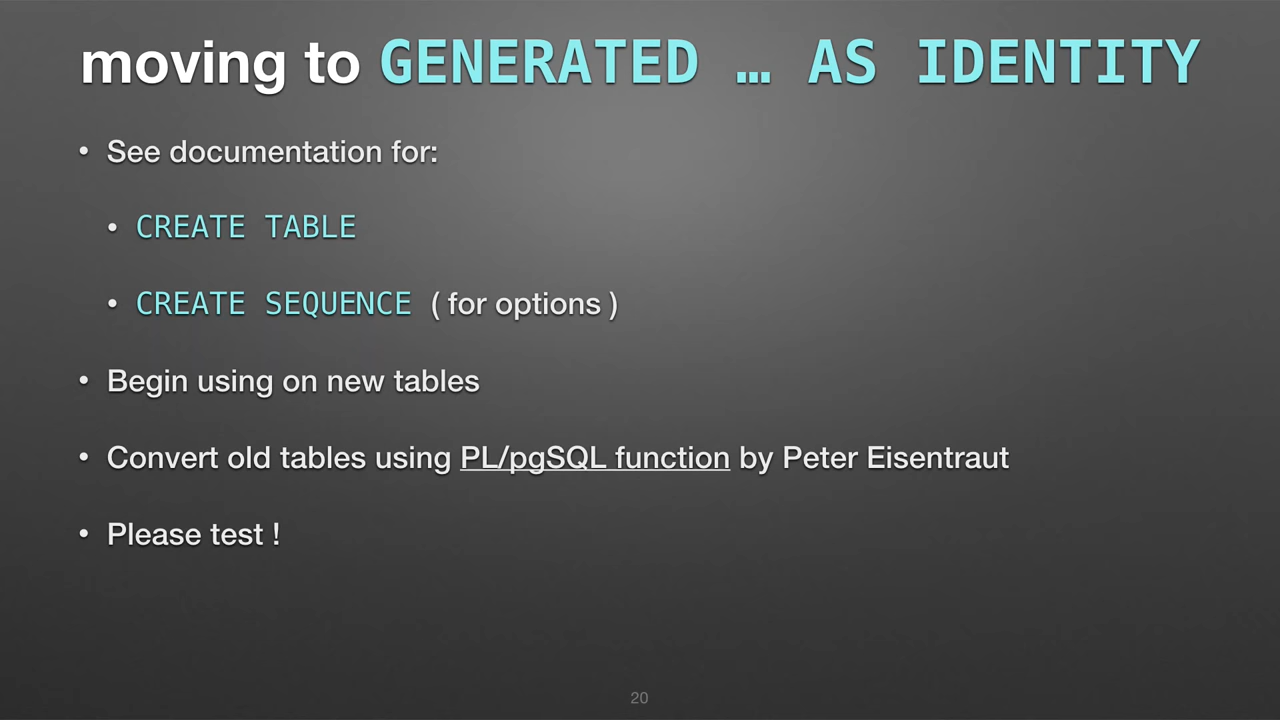 moving to GENERATED … AS IDENTITY
• See documentation for:
• CREATE TABLE
• CREATE SEQUENCE ( for options )
• Begin using on new tables
• Convert old tables using PL/pgSQL function by Peter Eisentraut
• Please test !
20